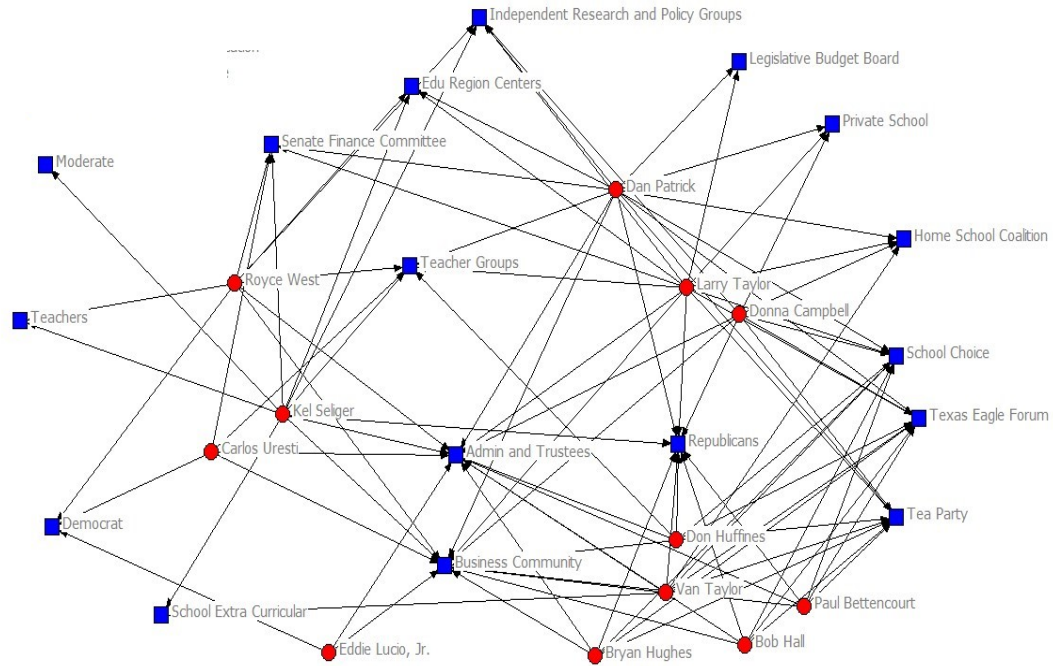 Independent Research and Policy Groups
Legislative Budget Board
Edu Region Centers
Private School
Senate Finance Committee
Moderate
Dan Patrick
Home School Coalition
Teacher Groups
Royce West
Larry Taylor
Donna Campbell
Teachers
School Choice
Kel Seliger
Texas Eagle Forum
Republicans
Carlos Uresti
Admin and Trustees
Tea Party
Democrat
Don Huffines
Business Community
Van Taylor
Paul Bettencourt
School Extra Curricular
Bob Hall
Eddie Lucio, Jr.
Bryan Hughes